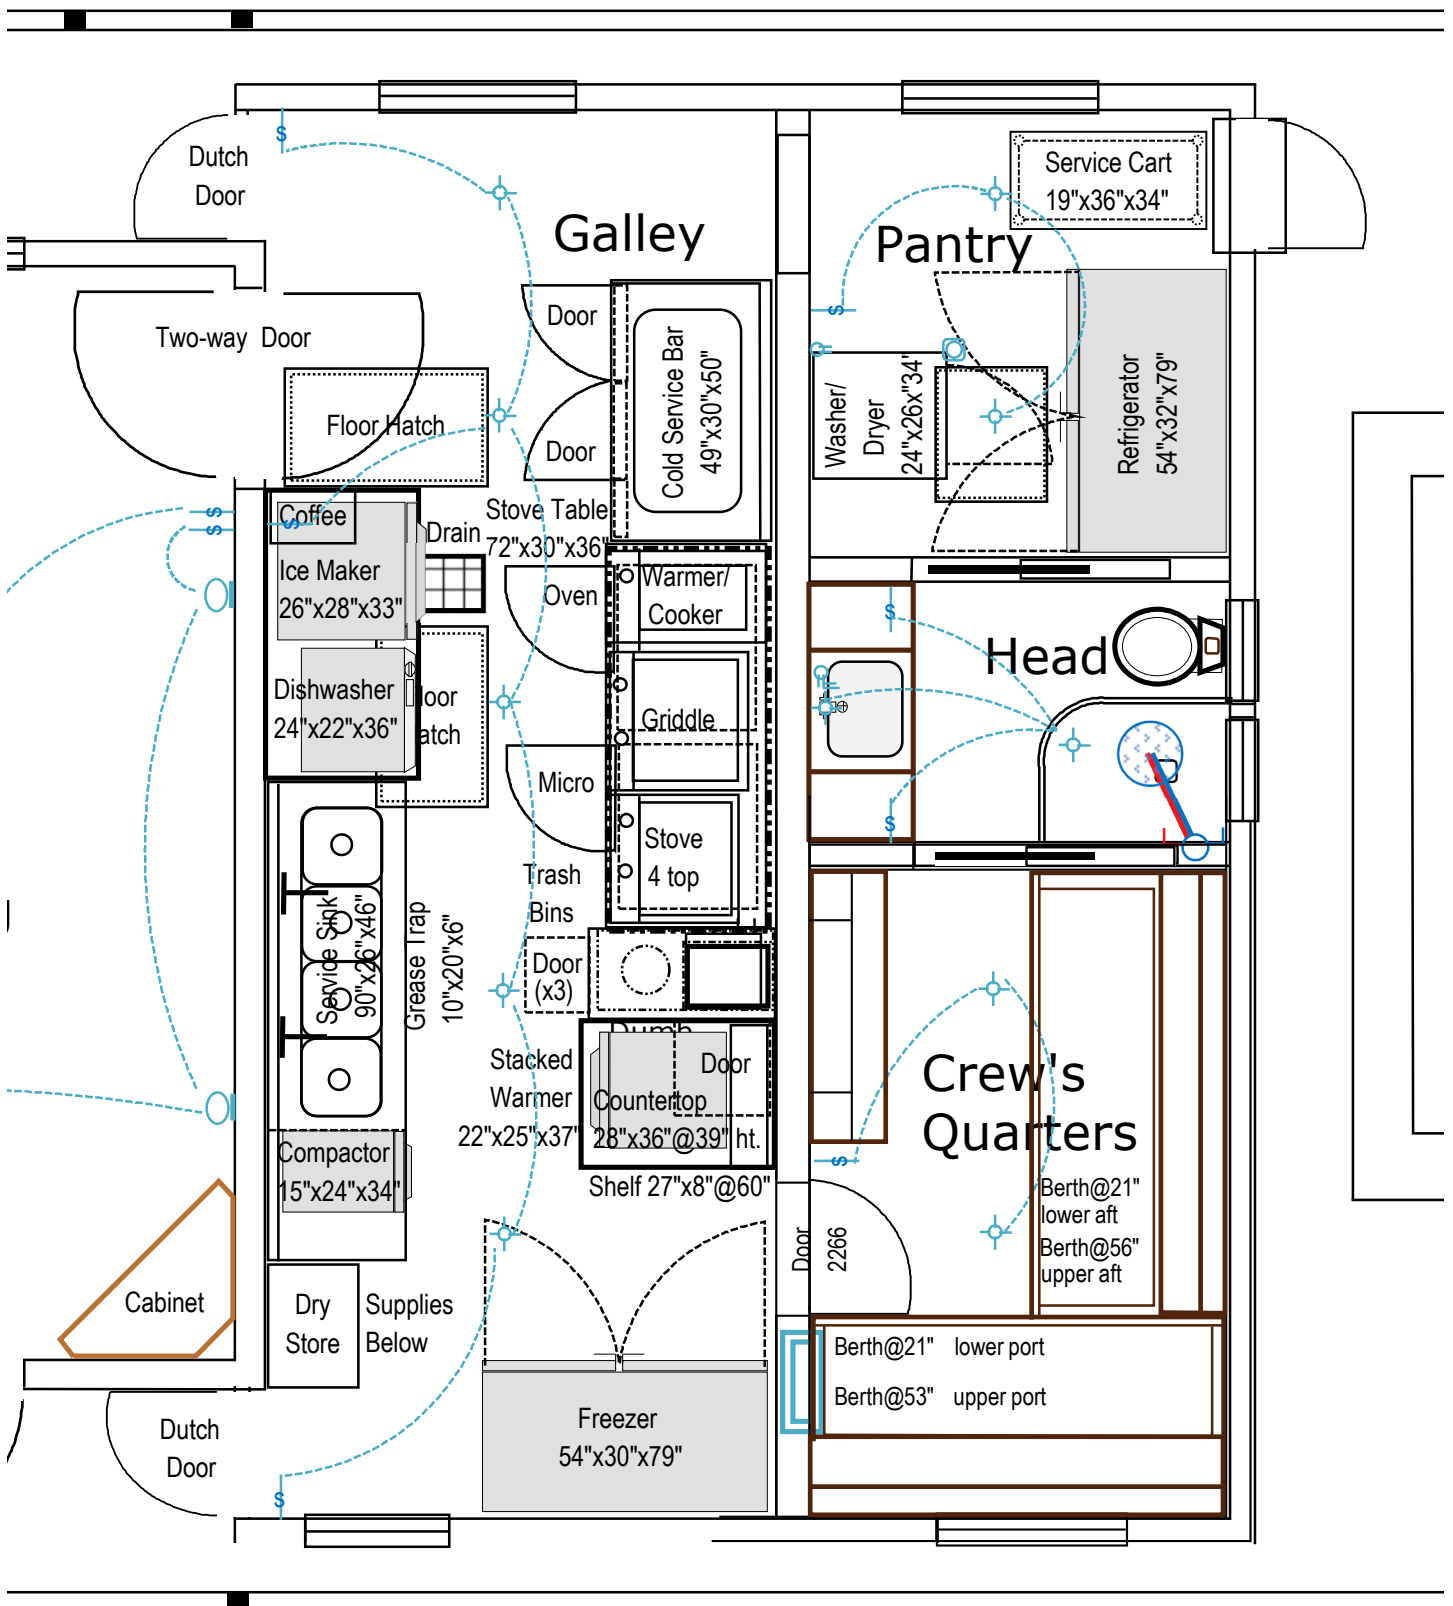 Dutch
Door
Galley
Pantry
Service Cart
19"x36"x34"
Two-way Door
Door
Door
Cold Service Bar
49"x30"x50"
Washer/
Dryer
24"x26x"34"
Refrigerator
54"x32"x79"
Floor Hatch
Coffee
Drain
Stove Table
72"x30"x36"
Ice Maker
26"x28"x33"
Oven
Warmer/
Cooker
Head
Dishwasher
24"x22"x36"
loor
atch
Griddle
Micro
Stove
4 top
Trash
Bins
Service Sink
90"x26"x46"
Grease Trap
10"x20"x6"
Door
(x3)
Dumb
Door
Stacked
Warmer
22"x25"x37"
Countertop
28"x36"@39" ht.
Shelf 27"x8"@60"
Crew's
Quarters
Compactor
15"x24"x34"
Berth@21"
lower aft
Berth@56"
upper aft
Door
2266
Cabinet
Dry
Store
Supplies
Below
Berth@21" lower port
Berth@53" upper port
Freezer
54"x30"x79"
Dutch
Door
S
S
S
S
S
S
S
S
S